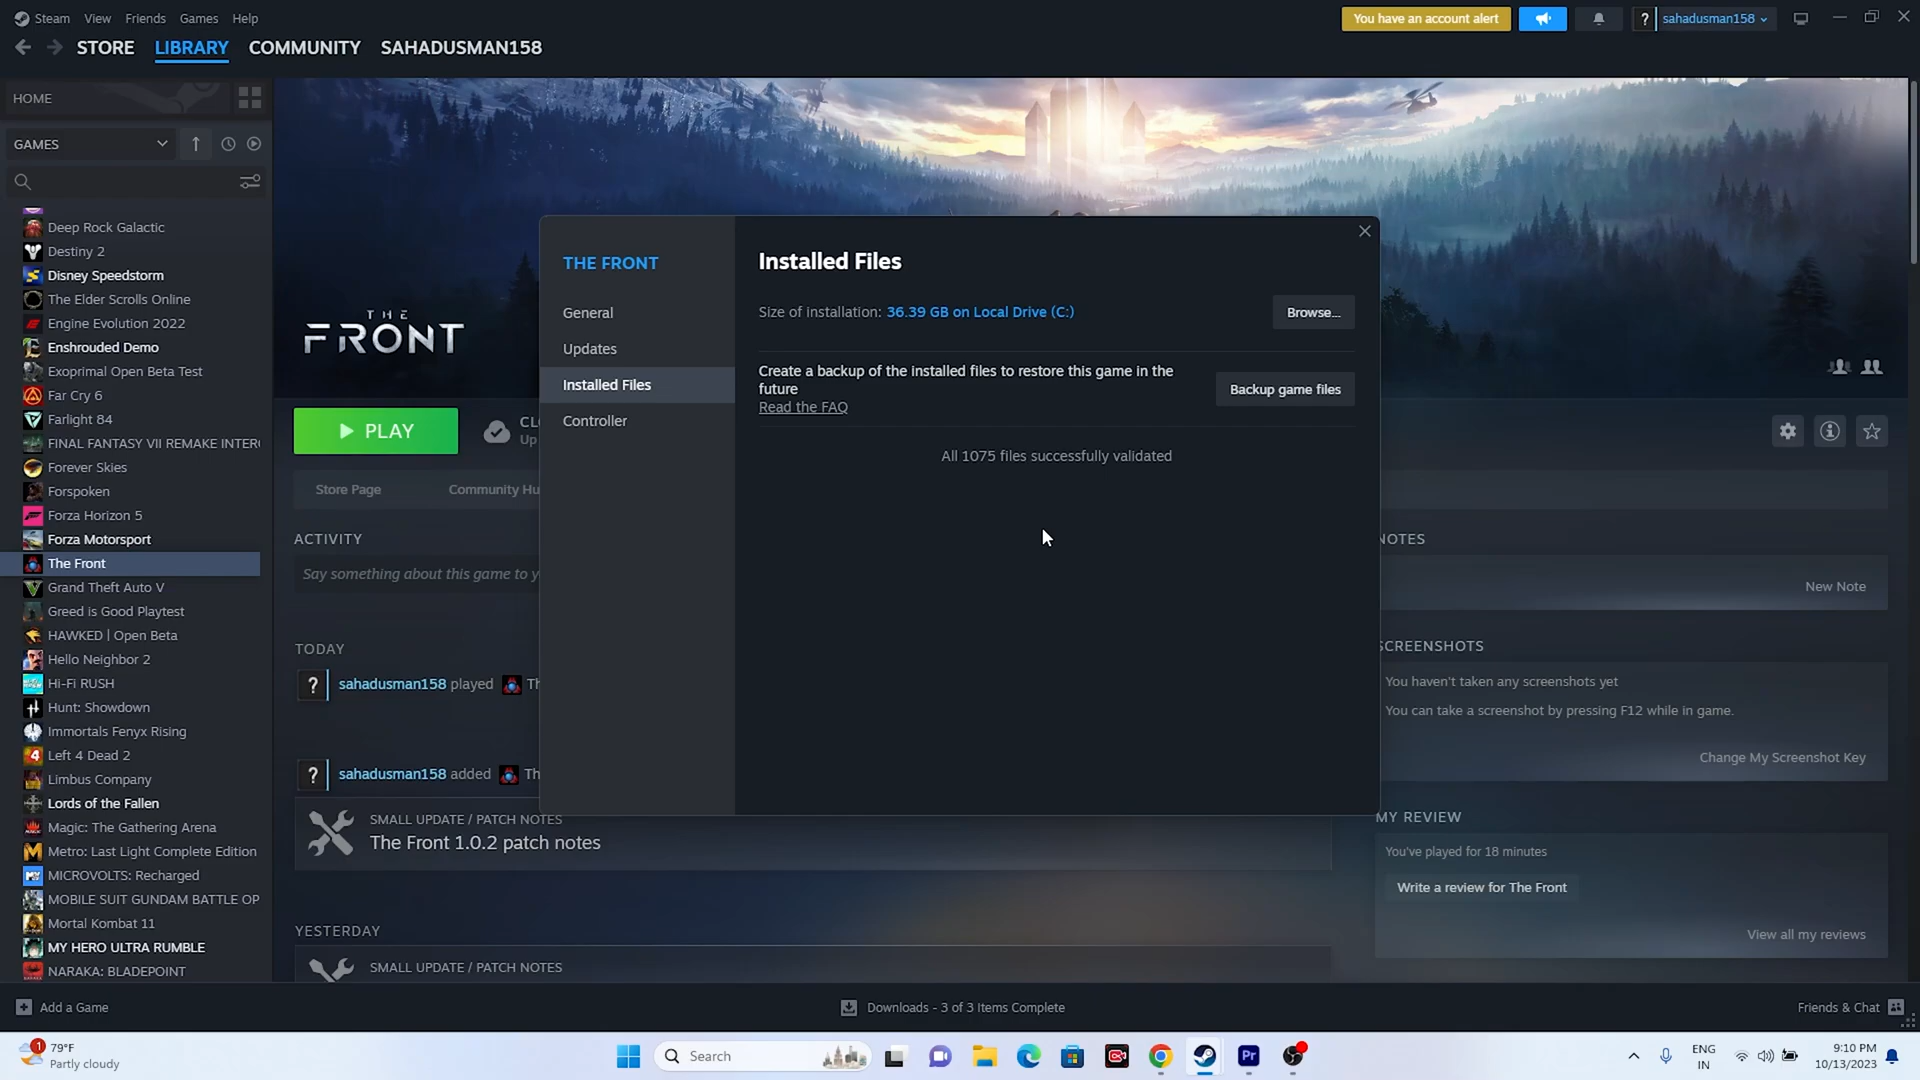 Steam View Friends Games Help
You have an account alert
? sahadusman158
STORE LIBRARY COMMUNITY SAHADUSMAN158
HOME
GAMES
Deep Rock Galactic
Destiny 2
Disney Speedstorm
The Elder Scrolls Online
Engine Evolution 2022
Enshrouded Demo
Exoprimal Open Beta Test
Far Cry 6
Farlight 84
FINAL FANTASY VII REMAKE INTER
Forever Skies
Forspoken
Forza Horizon 5
Forza Motorsport
The Front
Grand Theft Auto V
Greed is Good Playtest
HAWKED | Open Beta
Hello Neighbor 2
Hi-Fi RUSH
Hunt: Showdown
Immortals Fenyx Rising
Left 4 Dead 2
Limbus Company
Lords of the Fallen
Magic: The Gathering Arena
Metro: Last Light Complete Edition
MICROVOLTS: Recharged
MOBILE SUIT GUNDAM BATTLE OP
Mortal Kombat 11
MY HERO ULTRA RUMBLE
NARAKA: BLADEPOINT
THE
FRONT
PLAY
CL
Up
Store Page Community Hu
ACTIVITY
Say something about this game to y
TODAY
? sahadusman158 played Th
? sahadusman158 added Th
SMALL UPDATE / PATCH NOTES
The Front 1.0.2 patch notes
YESTERDAY
SMALL UPDATE / PATCH NOTES
THE FRONT
General
Updates
Installed Files
Controller
Installed Files
Size of installation: 36.39 GB on Local Drive (C:)
Browse...
Create a backup of the installed files to restore this game in the
future
Read the FAQ
Backup game files
All 1075 files successfully validated
NOTES
New Note
SCREENSHOTS
You haven't taken any screenshots yet
You can take a screenshot by pressing F12 while in game.
Change My Screenshot Key
MY REVIEW
You've played for 18 minutes
Write a review for The Front
View all my reviews
Add a Game
Downloads - 3 of 3 Items Complete
Friends & Chat
1
79°F
Partly cloudy
Search
Pr
ENG
IN
9:10 PM
10/13/2023